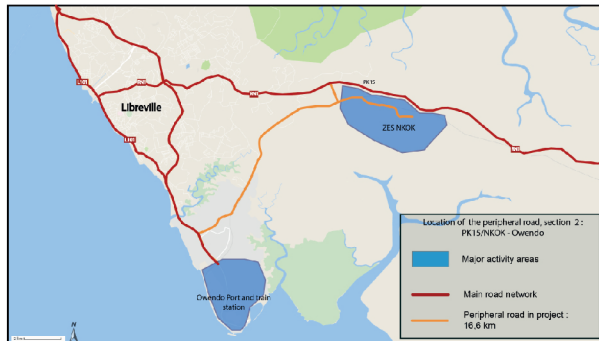 PK15
Libreville
ZES NKOK
Location of the peripheral road, section 2 :
PK15/NKOK - Owendo
Major activity areas
Main road network
Peripheral road in project :
16,6 km
Owendo Port and train
station
N